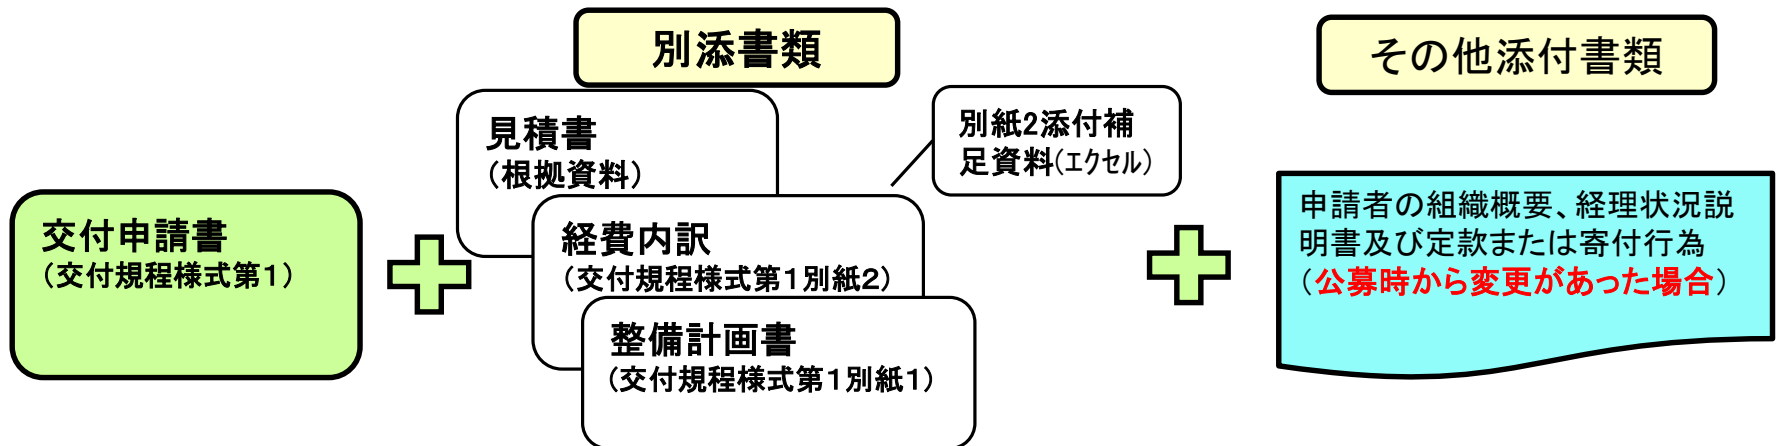 別添書類
その他添付書類
見積書
(根拠資料)
別紙2添付補
足資料(エクセル)
交付申請書
(交付規程様式第1)
経費内訳
(交付規程様式第1別紙2)
整備計画書
(交付規程様式第1別紙1)
申請者の組織概要、経理状況説
明書及び定款または寄付行為
(公募時から変更があった場合)